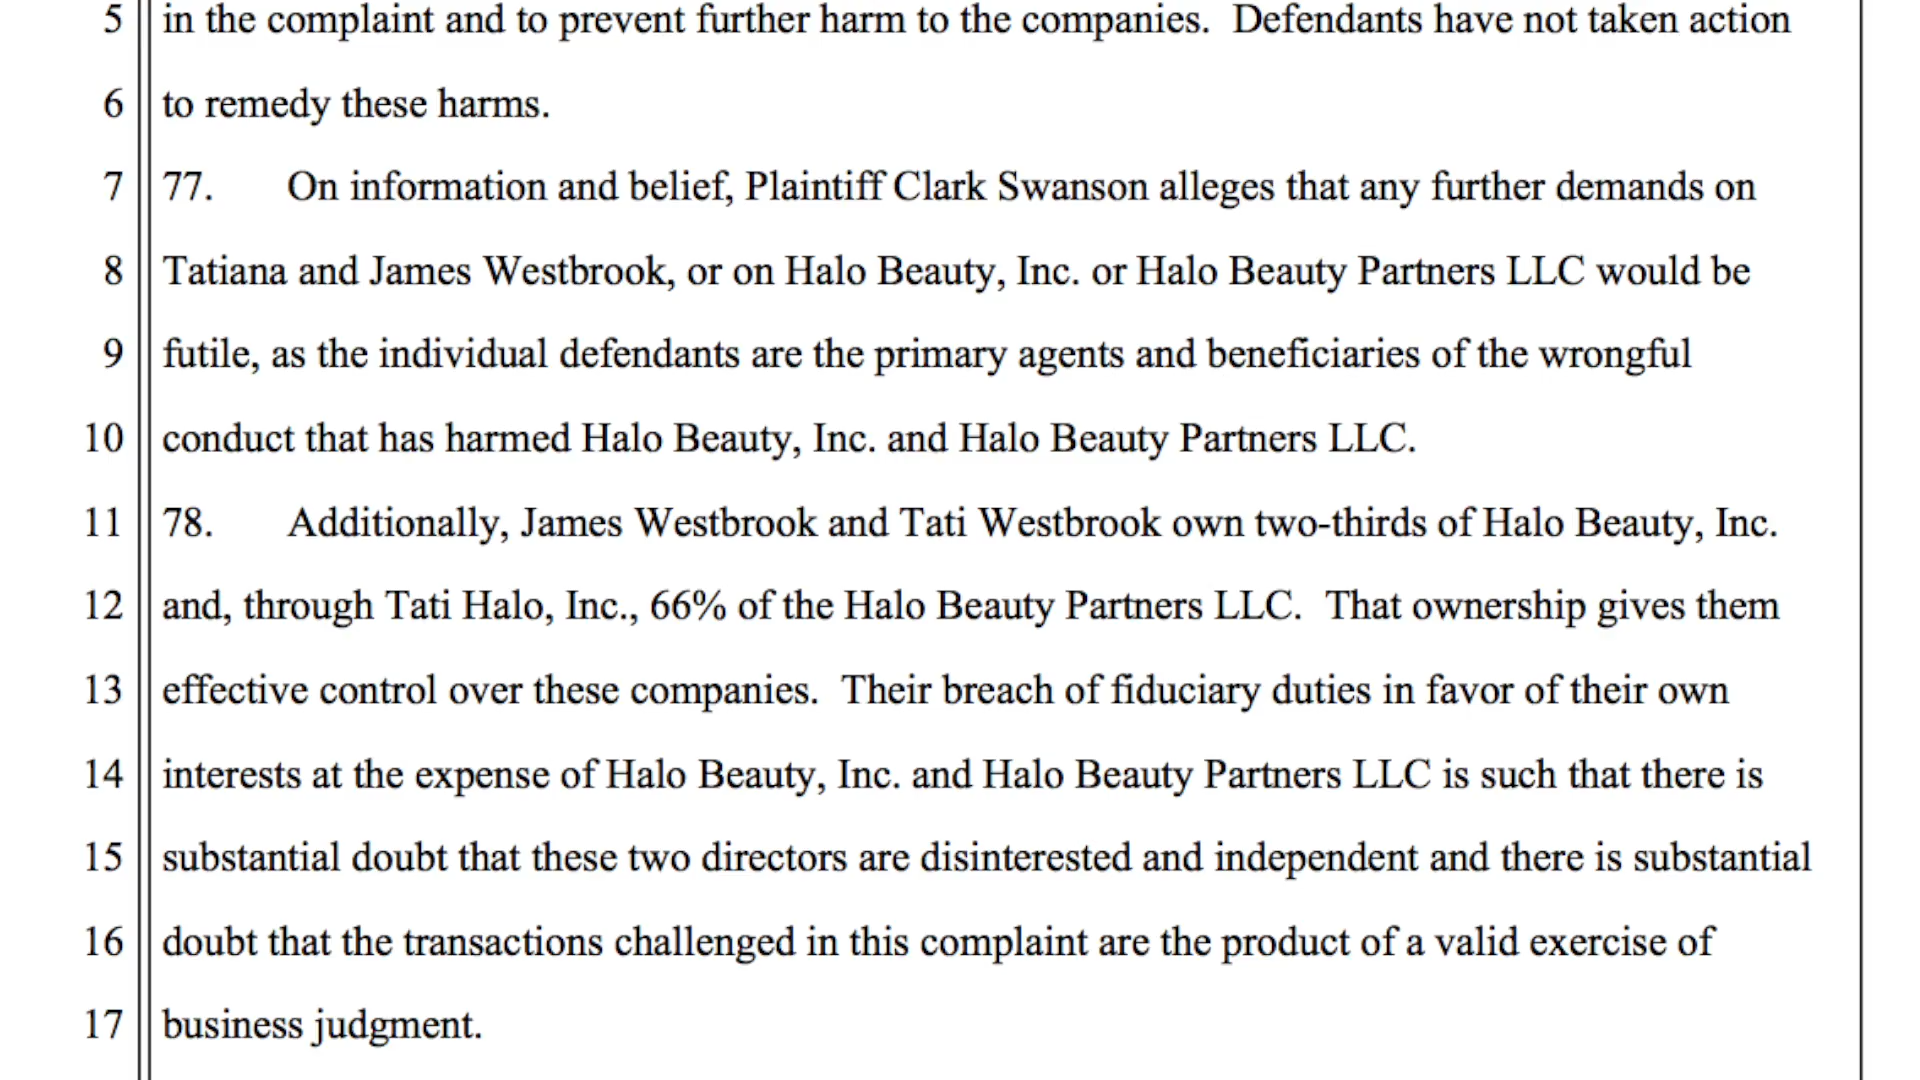 5 in the complaint and to prevent further harm to the companies.  Defendants have not taken action
6 to remedy these harms.
7 77. On information and belief, Plaintiff Clark Swanson alleges that any further demands on
8 Tatiana and James Westbrook, or on Halo Beauty, Inc. or Halo Beauty Partners LLC would be
9 futile, as the individual defendants are the primary agents and beneficiaries of the wrongful
10 conduct that has harmed Halo Beauty, Inc. and Halo Beauty Partners LLC.
11 78. Additionally, James Westbrook and Tati Westbrook own two-thirds of Halo Beauty, Inc.
12 and, through Tati Halo, Inc., 66% of the Halo Beauty Partners LLC.  That ownership gives them
13 effective control over these companies.  Their breach of fiduciary duties in favor of their own
14 interests at the expense of Halo Beauty, Inc. and Halo Beauty Partners LLC is such that there is
15 substantial doubt that these two directors are disinterested and independent and there is substantial
16 doubt that the transactions challenged in this complaint are the product of a valid exercise of
17 business judgment.